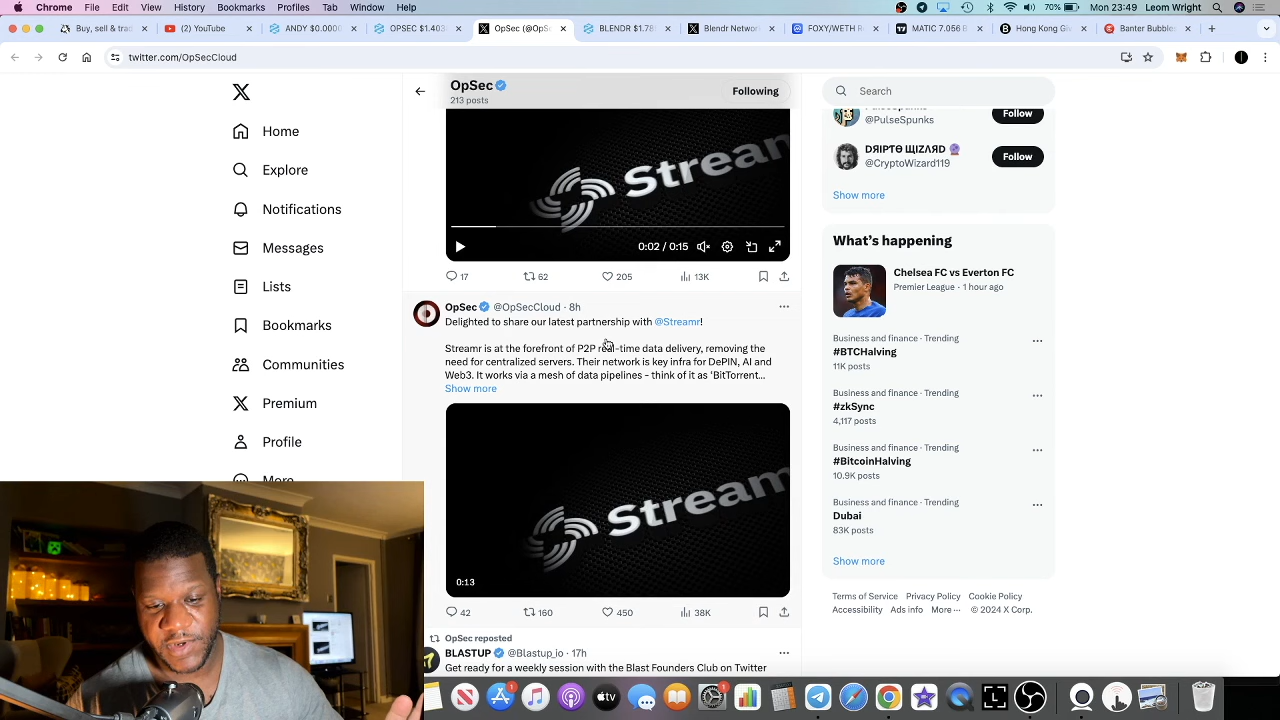 Chrome File Edit View History Bookmarks Profiles Tab Window Help
70% Mon 23:49 Leom Wright
Buy, sell & tra
(2) YouTube
ANDY $0.0000
OPSEC $1.403
OpSec (@OpSe
BLENDR $1.78
Blendr Networ
FOXY/WETH R
MATIC 7.056 B
Hong Kong Gl
Banter Bubbles
twitter.com/OpSecCloud
Home
Explore
Notifications
Messages
Lists
Bookmarks
Communities
Premium
Profile
More
OpSec
213 posts
Following
Stream
0:02 / 0:15
17 62 205 13K
OpSec @OpSecCloud · 8h
Delighted to share our latest partnership with @Streamr!
Streamr is at the forefront of P2P real-time data delivery, removing the
need for centralized servers. Their network is key infra for DePIN, AI and
Web3. It works via a mesh of data pipelines - think of it as 'BitTorrent...
Show more
Stream
0:13
42 160 450 38K
OpSec reposted
BLASTUP @Blastup_io · 17h
Get ready for a weekly session with the Blast Founders Club on Twitter
Search
@PulseSpunks
Follow
DЯIPTѲ ЩIZΛЯD
@CryptoWizard119
Follow
Show more
What's happening
Chelsea FC vs Everton FC
Premier League · 1 hour ago
Business and finance · Trending
#BTCHalving
11K posts
Business and finance · Trending
#zkSync
4,117 posts
Business and finance · Trending
#BitcoinHalving
10.9K posts
Business and finance · Trending
Dubai
83K posts
Show more
Terms of Service Privacy Policy Cookie Policy
Accessibility Ads info More ··· © 2024 X Corp.
tv